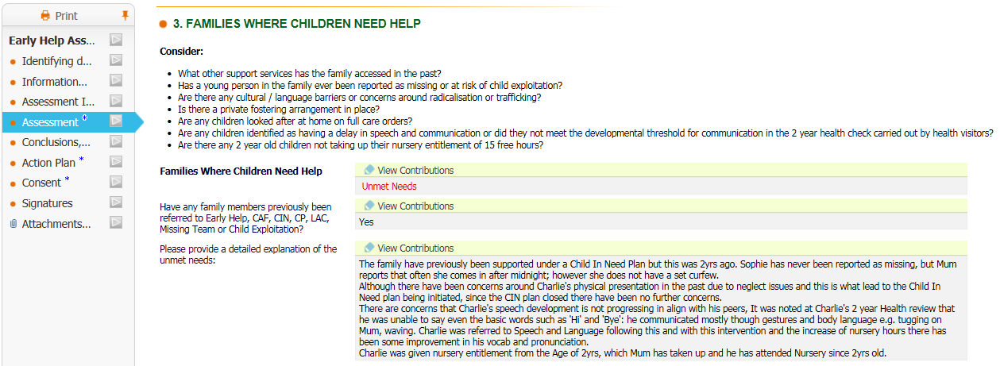 Print
Early Help Ass...
Identifying d...
Information...
Assessment I...
Assessment *
Conclusions,...
Action Plan *
Consent *
Signatures
Attachments...
3. FAMILIES WHERE CHILDREN NEED HELP
Consider:
What other support services has the family accessed in the past?
Has a young person in the family ever been reported as missing or at risk of child exploitation?
Are there any cultural / language barriers or concerns around radicalisation or trafficking?
Is there a private fostering arrangement in place?
Are any children looked after at home on full care orders?
Are any children identified as having a delay in speech and communication or did they not meet the developmental threshold for communication in the 2 year health check carried out by health visitors?
Are there any 2 year old children not taking up their nursery entitlement of 15 free hours?
Families Where Children Need Help
View Contributions
Unmet Needs
Have any family members previously been
referred to Early Help, CAF, CIN, CP, LAC,
Missing Team or Child Exploitation?
View Contributions
Yes
Please provide a detailed explanation of the
unmet needs:
View Contributions
The family have previously been supported under a Child In Need Plan but this was 2yrs ago. Sophie has never been reported as missing, but Mum
reports that often she comes in after midnight; however she does not have a set curfew.
Although there have been concerns around Charlie's physical presentation in the past due to neglect issues and this is what lead to the Child In
Need plan being initiated, since the CIN plan closed there have been no further concerns.
There are concerns that Charlie's speech development is not progressing in align with his peers, It was noted at Charlie's 2 year Health review that
he was unable to say even the basic words such as 'Hi' and 'Bye': he communicated mostly though gestures and body language e.g. tugging on
Mum, waving. Charlie was referred to Speech and Language following this and with this intervention and the increase of nursery hours there has
been some improvement in his vocab and pronunciation.
Charlie was given nursery entitlement from the Age of 2yrs, which Mum has taken up and he has attended Nursery since 2yrs old.